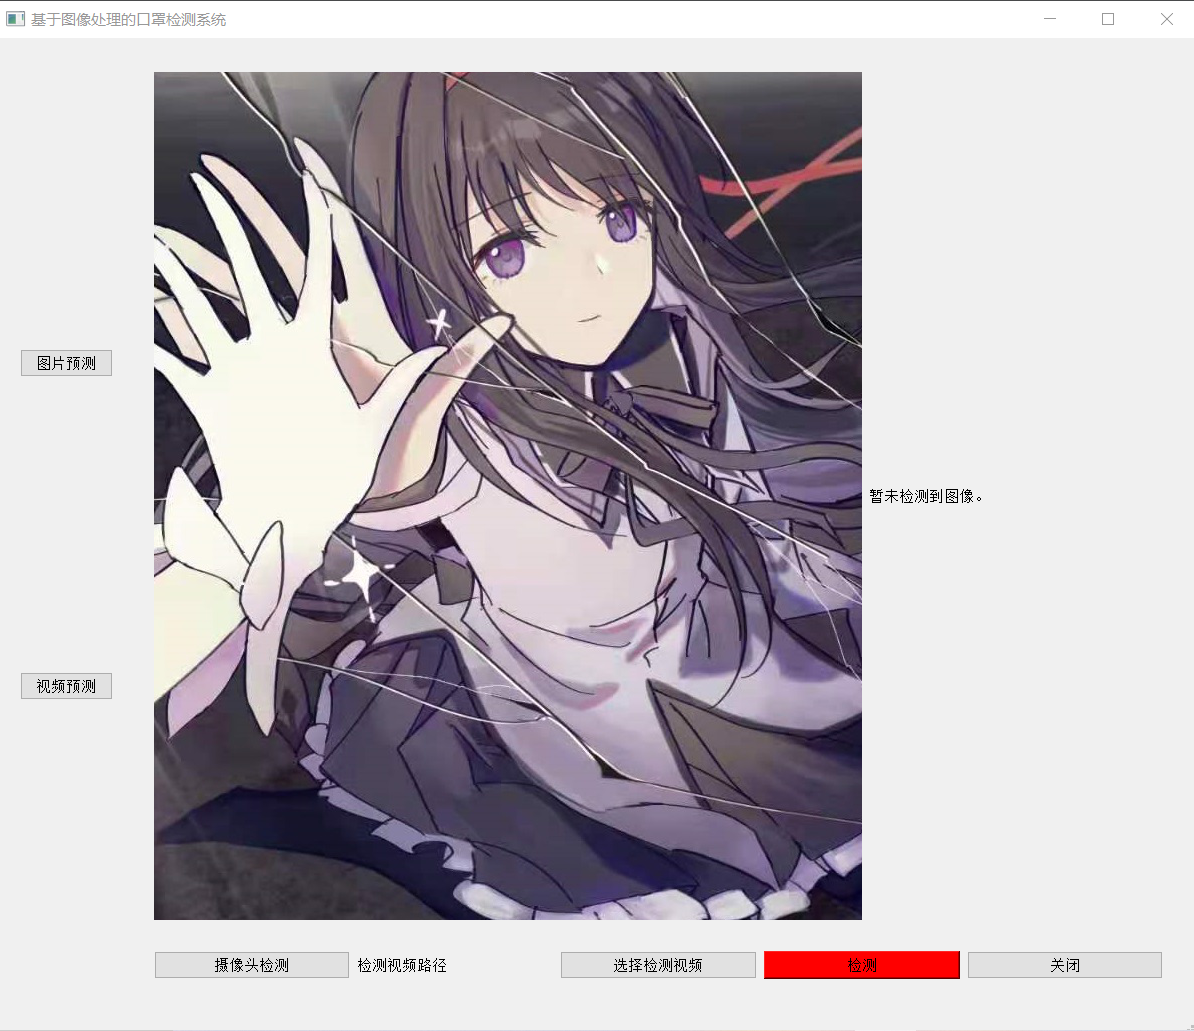 基于图像处理的口罩检测系统
图片预测
暂未检测到图像。
视频预测
摄像头检测
检测视频路径
选择检测视频
检测
关闭